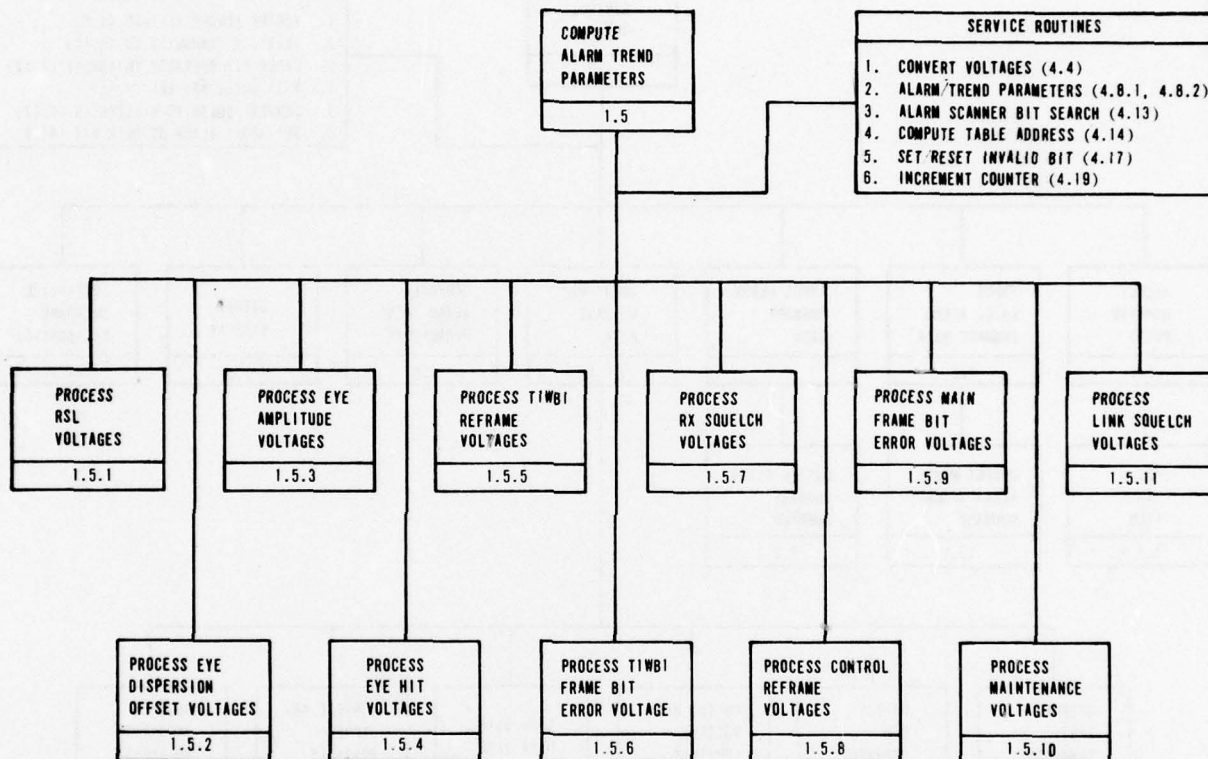 COMPUTE
ALARM TREND
PARAMETERS
1.5
SERVICE ROUTINES
1. CONVERT VOLTAGES (4.4)
2. ALARM/TREND PARAMETERS (4.8.1, 4.8.2)
3. ALARM SCANNER BIT SEARCH (4.13)
4. COMPUTE TABLE ADDRESS (4.14)
5. SET/RESET INVALID BIT (4.17)
6. INCREMENT COUNTER (4.19)
PROCESS
RSL
VOLTAGES
1.5.1
PROCESS EYE
AMPLITUDE
VOLTAGES
1.5.3
PROCESS T1WB1
REFRAME
VOLTAGES
1.5.5
PROCESS
RX SQUELCH
VOLTAGES
1.5.7
PROCESS MAIN
FRAME BIT
ERROR VOLTAGES
1.5.9
PROCESS
LINK SQUELCH
VOLTAGES
1.5.11
PROCESS EYE
DISPERSION
OFFSET VOLTAGES
1.5.2
PROCESS
EYE HIT
VOLTAGES
1.5.4
PROCESS T1WB1
FRAME BIT
ERROR VOLTAGE
1.5.6
PROCESS CONTROL
REFRAME
VOLTAGES
1.5.8
PROCESS
MAINTENANCE
VOLTAGES
1.5.10